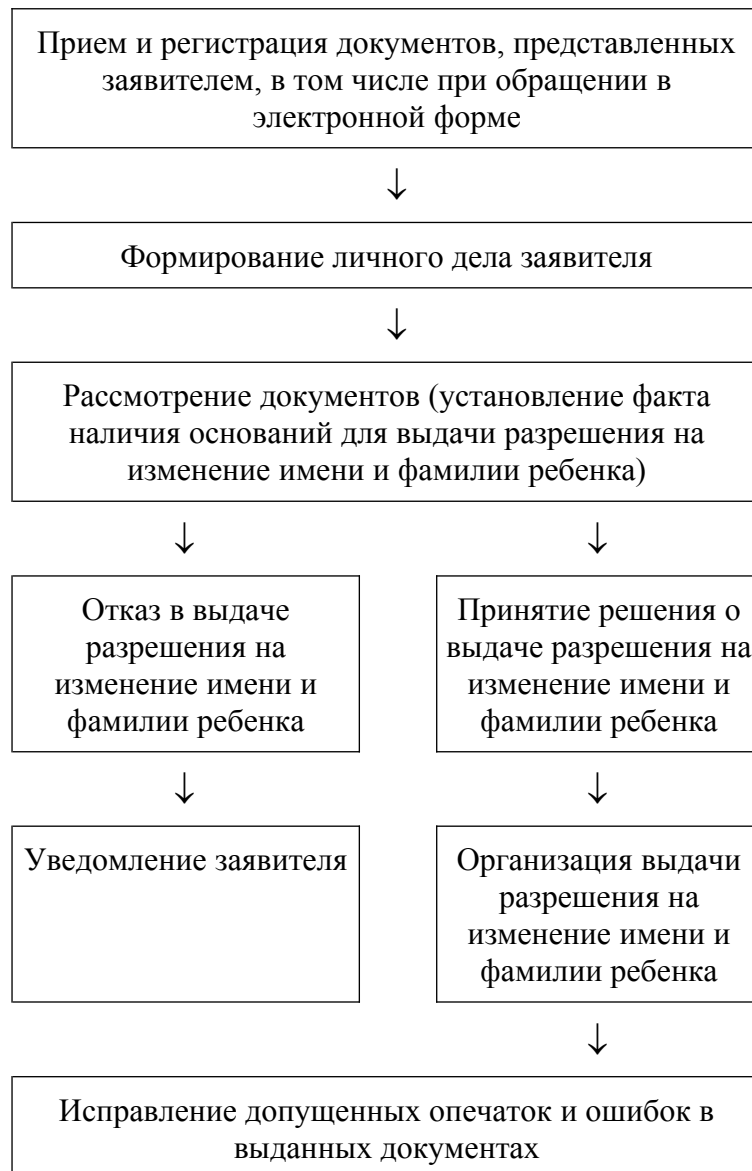 Прием и регистрация документов, представленных
заявителем, в том числе при обращении в
электронной форме
↓
Формирование личного дела заявителя
↓
Рассмотрение документов (установление факта
наличия оснований для выдачи разрешения на
изменение имени и фамилии ребенка)
↓ ↓
Отказ в выдаче
разрешения на
изменение имени и
фамилии ребенка
Принятие решения о
выдаче разрешения на
изменение имени и
фамилии ребенка
↓ ↓
Уведомление заявителя
Организация выдачи
разрешения на
изменение имени и
фамилии ребенка
↓
Исправление допущенных опечаток и ошибок в
выданных документах